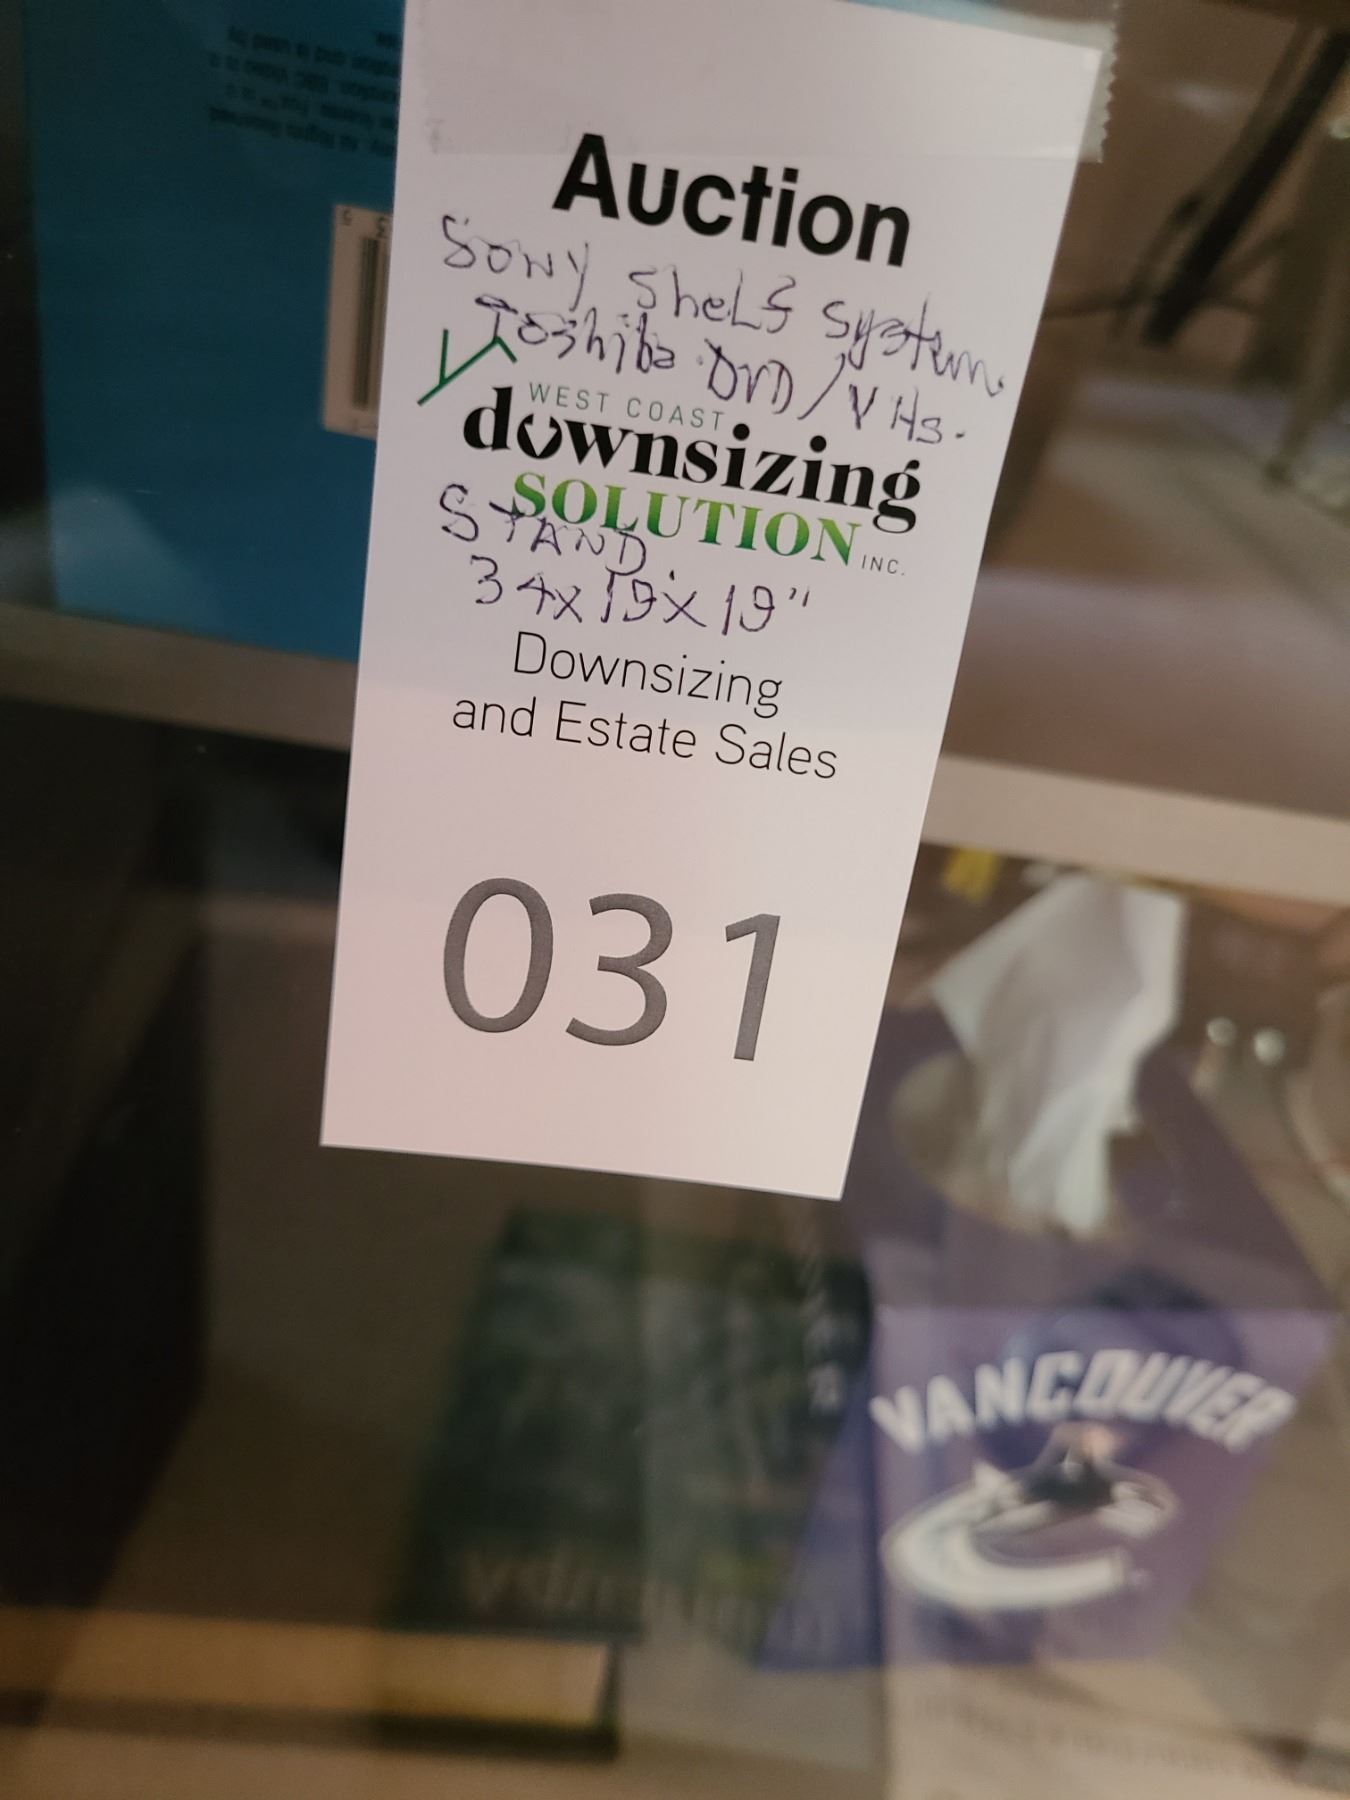 Auction
Sony SheLf system.
Toshiba DVD/VHs.
WEST COAST
downsizing
SOLUTION INC.
STAND.
34x19x19"
Downsizing
and Estate Sales
031
VANCOUVER